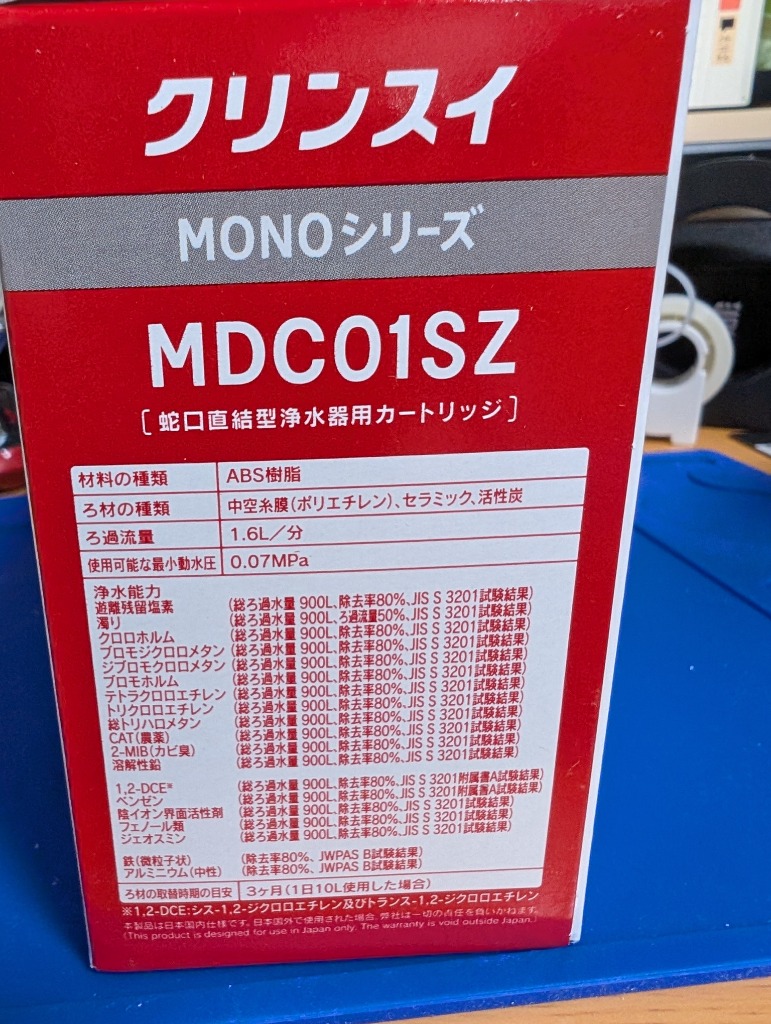 クリンスイ
MONOシリーズ
MDC01SZ
[蛇口直結型浄水器用カートリッジ]
材料の種類 ABS樹脂
ろ材の種類 中空糸膜(ポリエチレン)、セラミック、活性炭
ろ過流量 1.6L/分
使用可能な最小動水圧 0.07MPa
浄水能力
遊離残留塩素 (総ろ過水量 900L、除去率80%、JIS S 3201試験結果)
濁り (総ろ過水量 900L、ろ過流量50%、JIS S 3201試験結果)
クロロホルム (総ろ過水量 900L、除去率80%、JIS S 3201試験結果)
ブロモジクロロメタン (総ろ過水量 900L、除去率80%、JIS S 3201試験結果)
ジブロモクロロメタン (総ろ過水量 900L、除去率80%、JIS S 3201試験結果)
ブロモホルム (総ろ過水量 900L、除去率80%、JIS S 3201試験結果)
テトラクロロエチレン (総ろ過水量 900L、除去率80%、JIS S 3201試験結果)
トリクロロエチレン (総ろ過水量 900L、除去率80%、JIS S 3201試験結果)
総トリハロメタン (総ろ過水量 900L、除去率80%、JIS S 3201試験結果)
CAT(農薬) (総ろ過水量 900L、除去率80%、JIS S 3201試験結果)
2-MIB(カビ臭) (総ろ過水量 900L、除去率80%、JIS S 3201試験結果)
溶解性鉛 (総ろ過水量 900L、除去率80%、JIS S 3201試験結果)
1,2-DCE※ (総ろ過水量 900L、除去率80%、JIS S 3201附属書A試験結果)
ベンゼン (総ろ過水量 900L、除去率80%、JIS S 3201附属書A試験結果)
陰イオン界面活性剤 (総ろ過水量 900L、除去率80%、JIS S 3201試験結果)
フェノール類 (総ろ過水量 900L、除去率80%、JIS S 3201試験結果)
ジェオスミン (総ろ過水量 900L、除去率80%、JIS S 3201試験結果)
鉄(微粒子状) (除去率80%、JWPAS B試験結果)
アルミニウム(中性) (除去率80%、JWPAS B試験結果)
ろ材の取替時期の目安 3ヶ月(1日10L使用した場合)
※1,2-DCE:シス-1,2-ジクロロエチレン及びトランス-1,2-ジクロロエチレン
本製品は日本国内仕様です。日本国外で使用された場合、弊社は一切の責任を負いかねます。
(This product is designed for use in Japan only. The warranty is void outside Japan.)